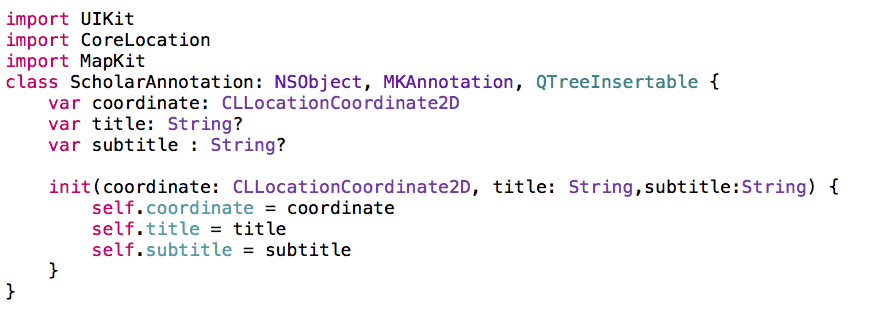 import UIKit
import CoreLocation
import MapKit
class ScholarAnnotation: NSObject, MKAnnotation, QTreeInsertable {
    var coordinate: CLLocationCoordinate2D
    var title: String?
    var subtitle : String?

    init(coordinate: CLLocationCoordinate2D, title: String,subtitle:String) {
        self.coordinate = coordinate
        self.title = title
        self.subtitle = subtitle
    }
}